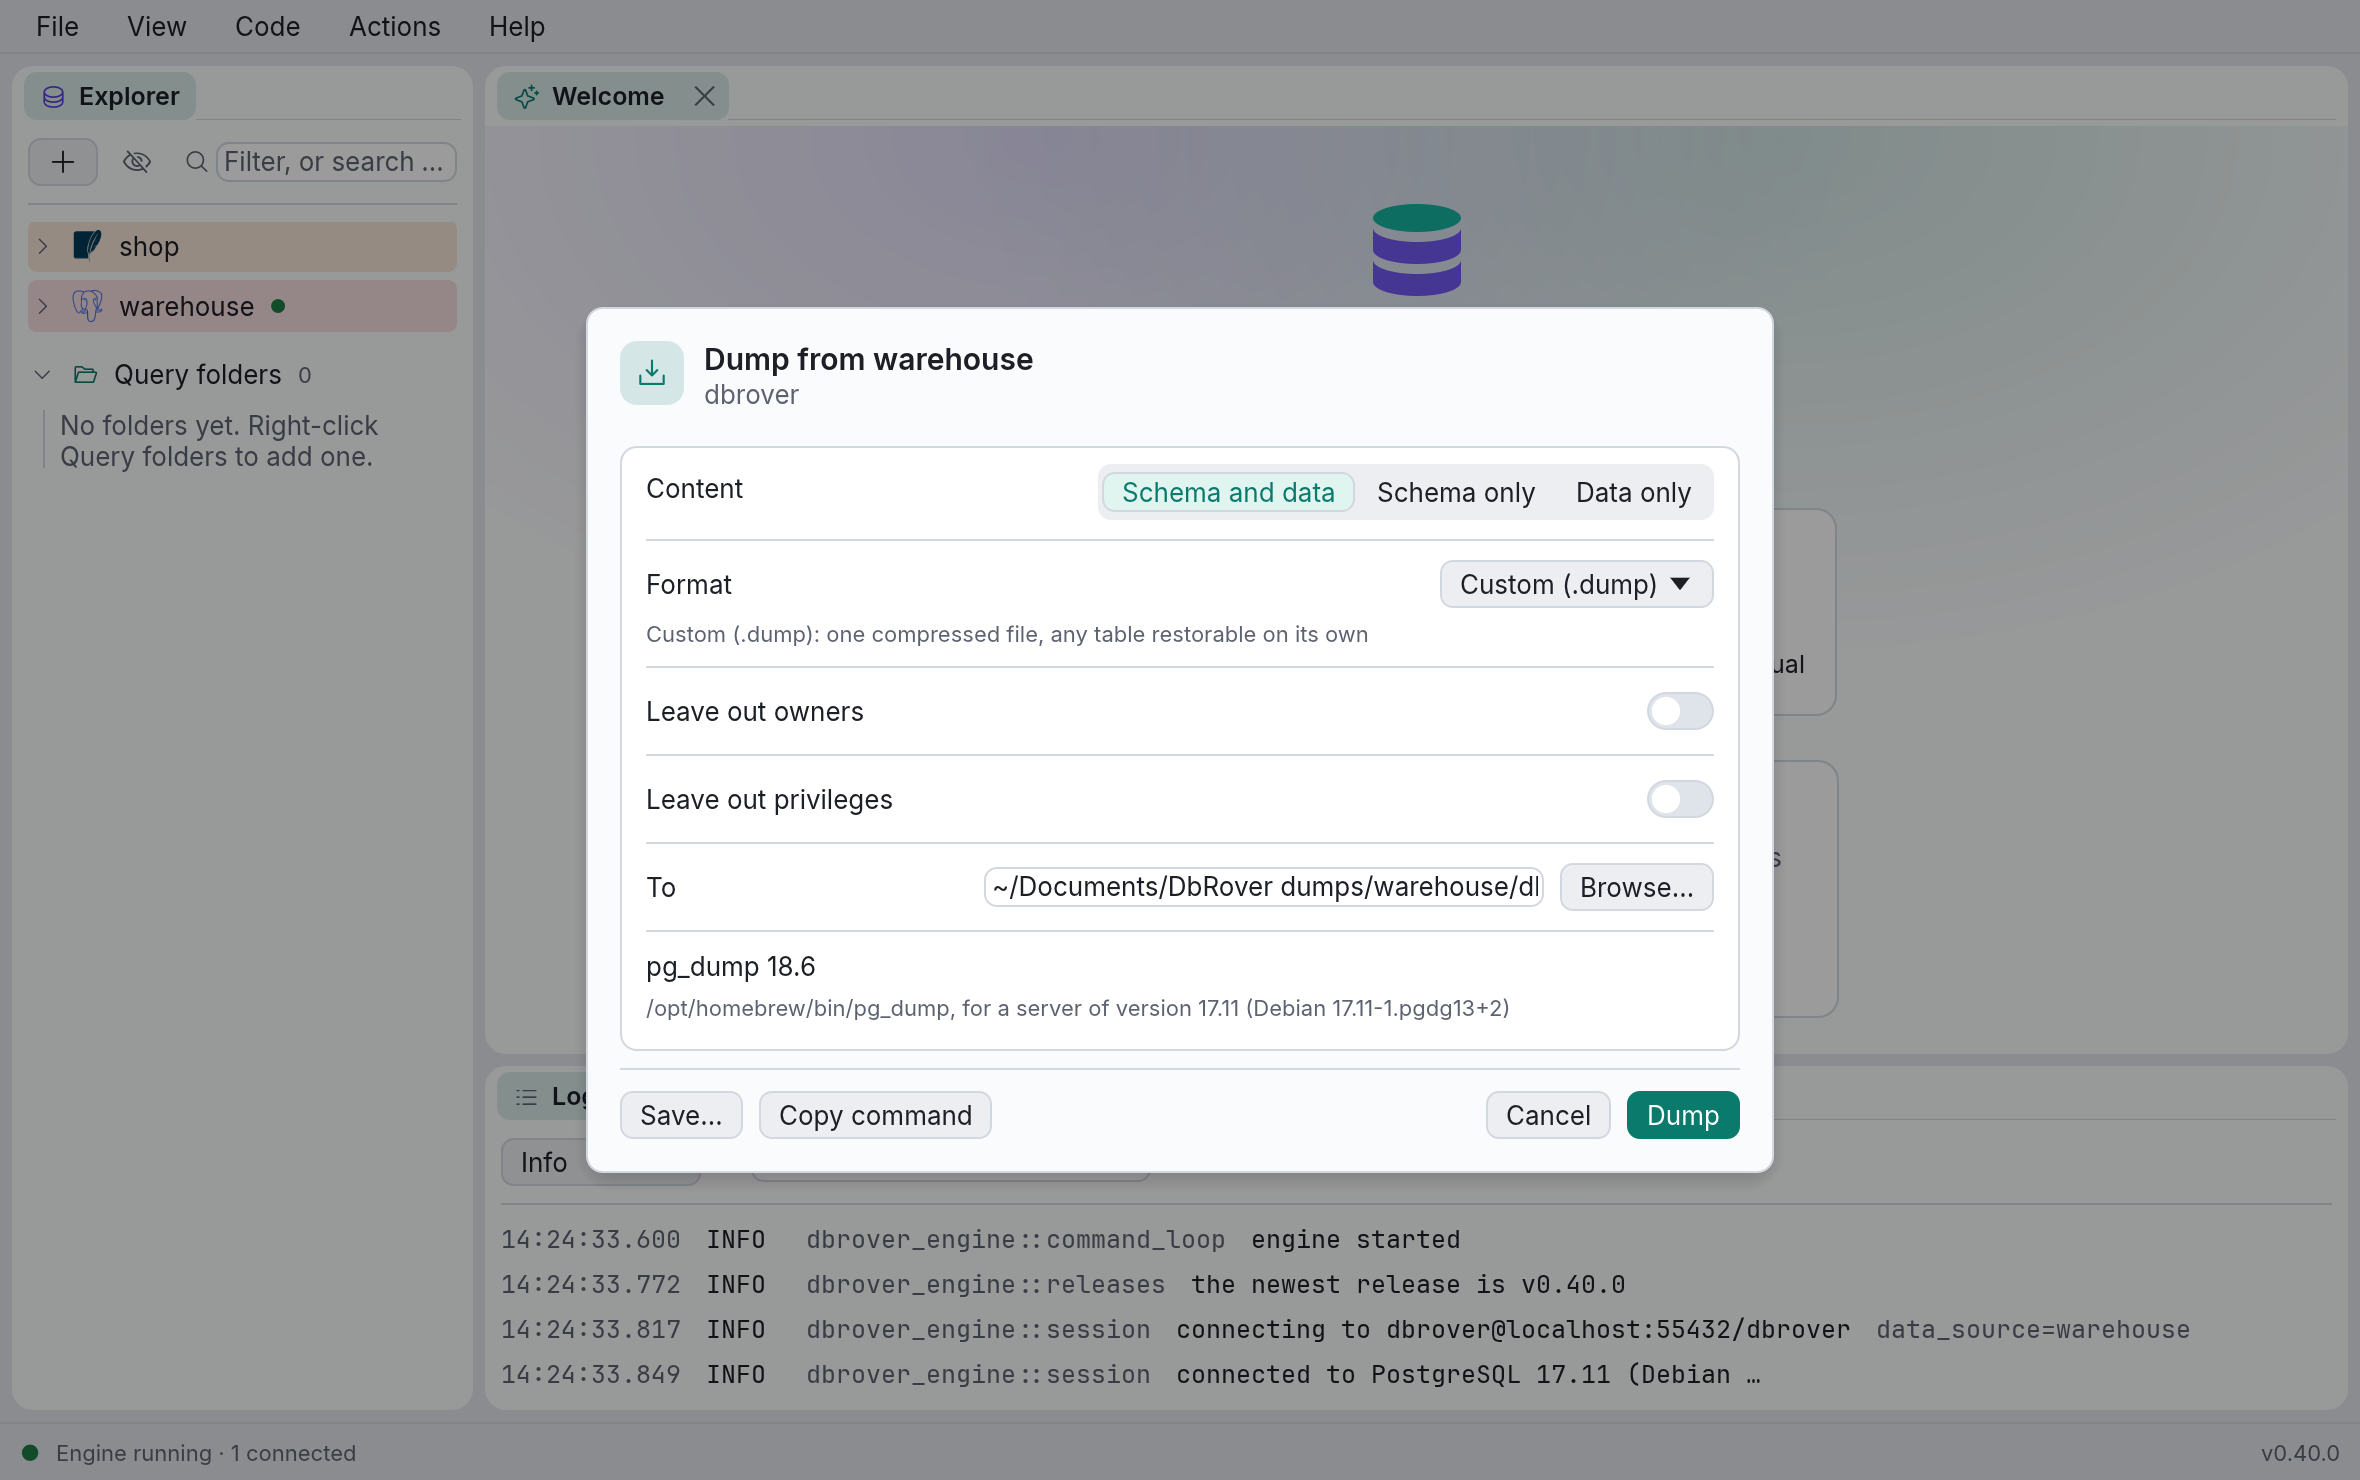 File View Code Actions Help
Explorer
Welcome
Filter, or search ...
shop
warehouse
Query folders 0
No folders yet. Right-click
Query folders to add one.
Dump from warehouse
dbrover
Content Schema and data Schema only Data only
Format Custom (.dump)
Custom (.dump): one compressed file, any table restorable on its own
Leave out owners
Leave out privileges
To ~/Documents/DbRover dumps/warehouse/d Browse...
pg_dump 18.6
/opt/homebrew/bin/pg_dump, for a server of version 17.11 (Debian 17.11-1.pgdg13+2)
Save... Copy command Cancel Dump
Info
14:24:33.600 INFO dbrover_engine::command_loop engine started
14:24:33.772 INFO dbrover_engine::releases the newest release is v0.40.0
14:24:33.817 INFO dbrover_engine::session connecting to dbrover@localhost:55432/dbrover data_source=warehouse
14:24:33.849 INFO dbrover_engine::session connected to PostgreSQL 17.11 (Debian …
Engine running · 1 connected
v0.40.0